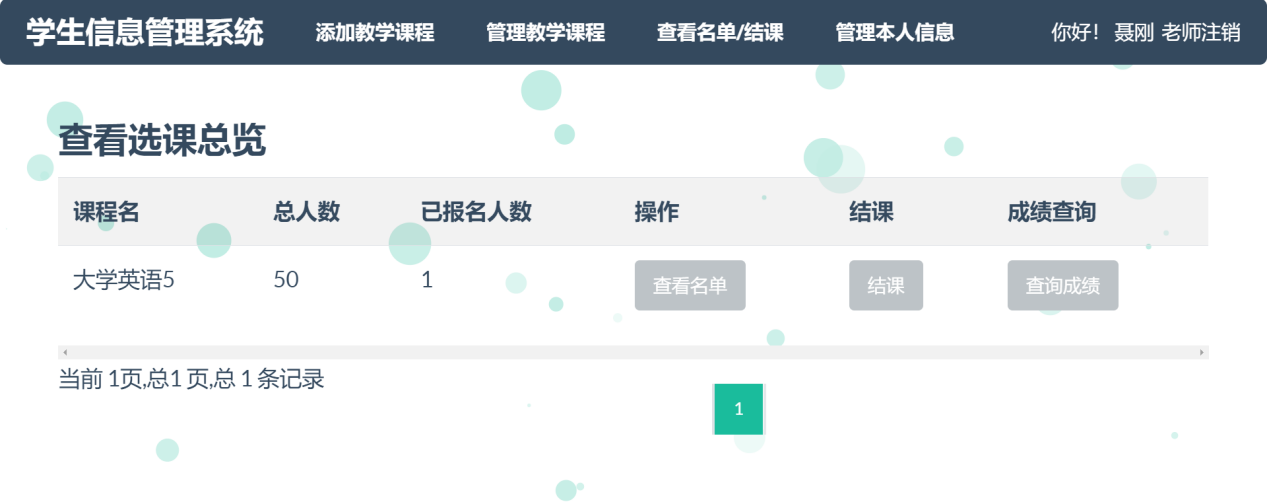 学生信息管理系统 添加教学课程 管理教学课程 查看名单/结课 管理本人信息 你好！聂刚 老师注销
查看选课总览
课程名 总人数 已报名人数 操作 结课 成绩查询
大学英语5 50 1 查看名单 结课 查询成绩
当前 1页,总1 页,总 1 条记录
1